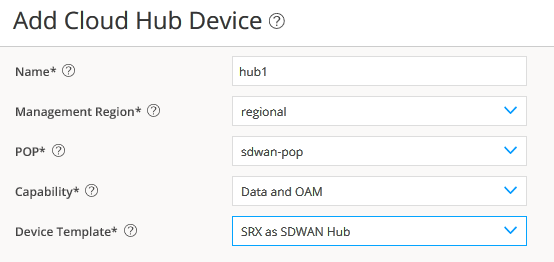 Add Cloud Hub Device
Name* hub1
Management Region* regional
POP* sdwan-pop
Capability* Data and OAM
Device Template* SRX as SDWAN Hub